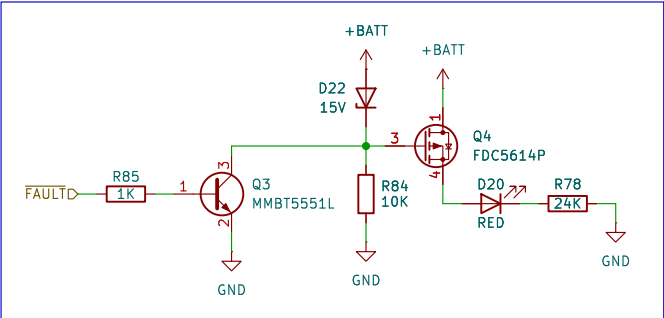 +BATT
+BATT
D22
15V
1
Q4
FDC5614P
3
4
3
R85
1K
FAULT
1
Q3
MMBT5551L
2
R84
10K
D20
RED
R78
24K
GND
GND
GND